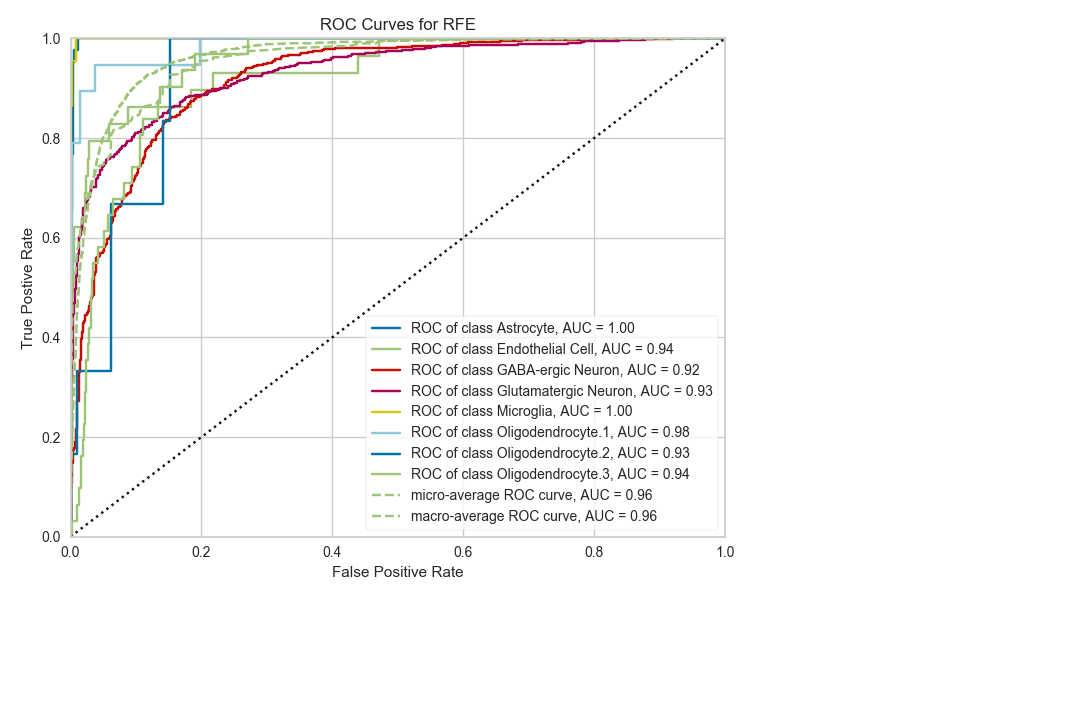 ROC Curves for RFE
True Postive Rate
1.0
0.8
0.6
0.4
0.2
0.0
ROC of class Astrocyte, AUC = 1.00
ROC of class Endothelial Cell, AUC = 0.94
ROC of class GABA-ergic Neuron, AUC = 0.92
ROC of class Glutamatergic Neuron, AUC = 0.93
ROC of class Microglia, AUC = 1.00
ROC of class Oligodendrocyte.1, AUC = 0.98
ROC of class Oligodendrocyte.2, AUC = 0.93
ROC of class Oligodendrocyte.3, AUC = 0.94
micro-average ROC curve, AUC = 0.96
macro-average ROC curve, AUC = 0.96
0.0 0.2 0.4 0.6 0.8 1.0
False Positive Rate